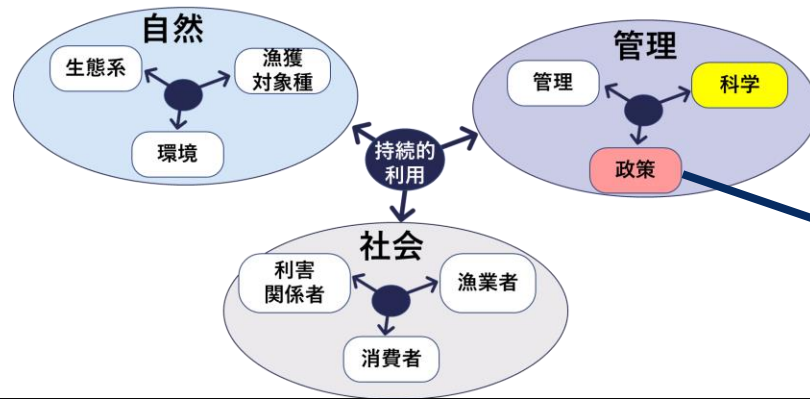 自然
生態系
漁獲
対象種
環境
管理
管理
科学
政策
持続的
利用
社会
利害
関係者
漁業者
消費者